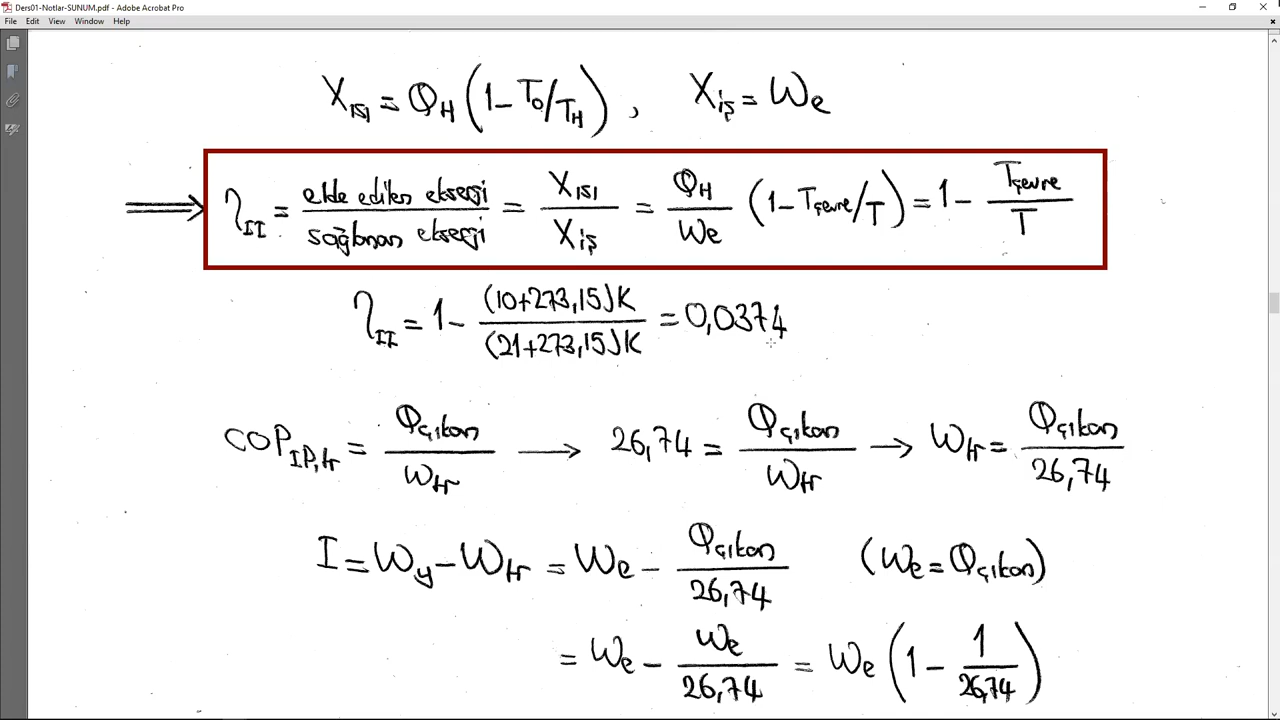 Ders01-Notlar-SUNUM.pdf - Adobe Acrobat Pro
File Edit View Window Help
X_ısı = Q_H (1 - T_0/T_H) , X_iş = W_e
⟹ η_II = elde edilen ekserji / sağlanan ekserji = X_ısı / X_iş = Q_H / W_e (1 - T_çevre/T) = 1 - T_çevre / T
η_II = 1 - (10+273,15)K / (21+273,15)K = 0,0374
COP_IP,tr = Q_çıkan / W_tr → 26,74 = Q_çıkan / W_tr → W_tr = Q_çıkan / 26,74
I = W_y - W_tr = W_e - Q_çıkan / 26,74 (W_e = Q_çıkan)
= W_e - W_e / 26,74 = W_e (1 - 1 / 26,74)